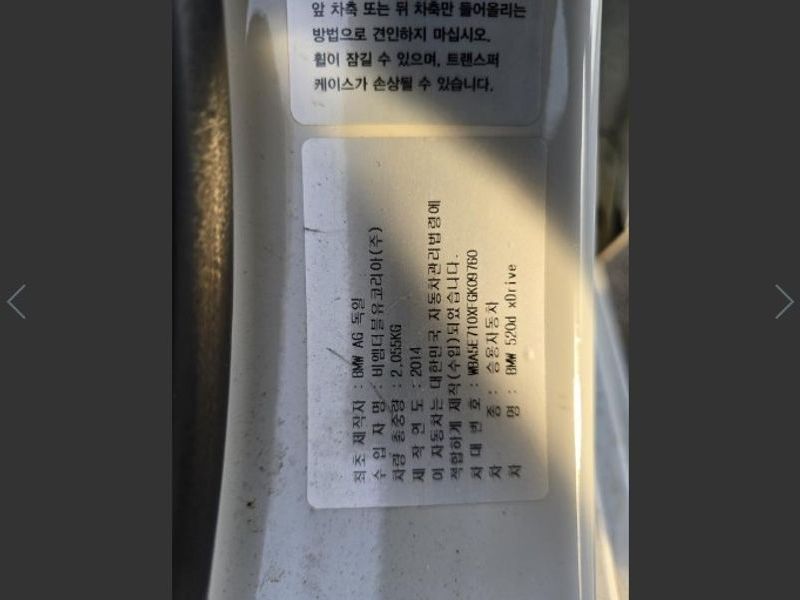 앞 차축 또는 뒤 차축만 들어올리는
방법으로 견인하지 마십시오.
휠이 잠길 수 있으며, 트랜스퍼
케이스가 손상될 수 있습니다.
최초 제작자 : BMW AG 독일
수 입 자 명 : 비엠더블유코리아(주)
차량 총중량 : 2,055KG
제 작 연 도 : 2014
이 자동차는 대한민국 자동차관리법령에
적합하게 제작(수입)되었습니다.
차 대 번 호 : WBA5E710XFGK09760
차 종 : 승용자동차
차 명 : BMW 520d xDrive